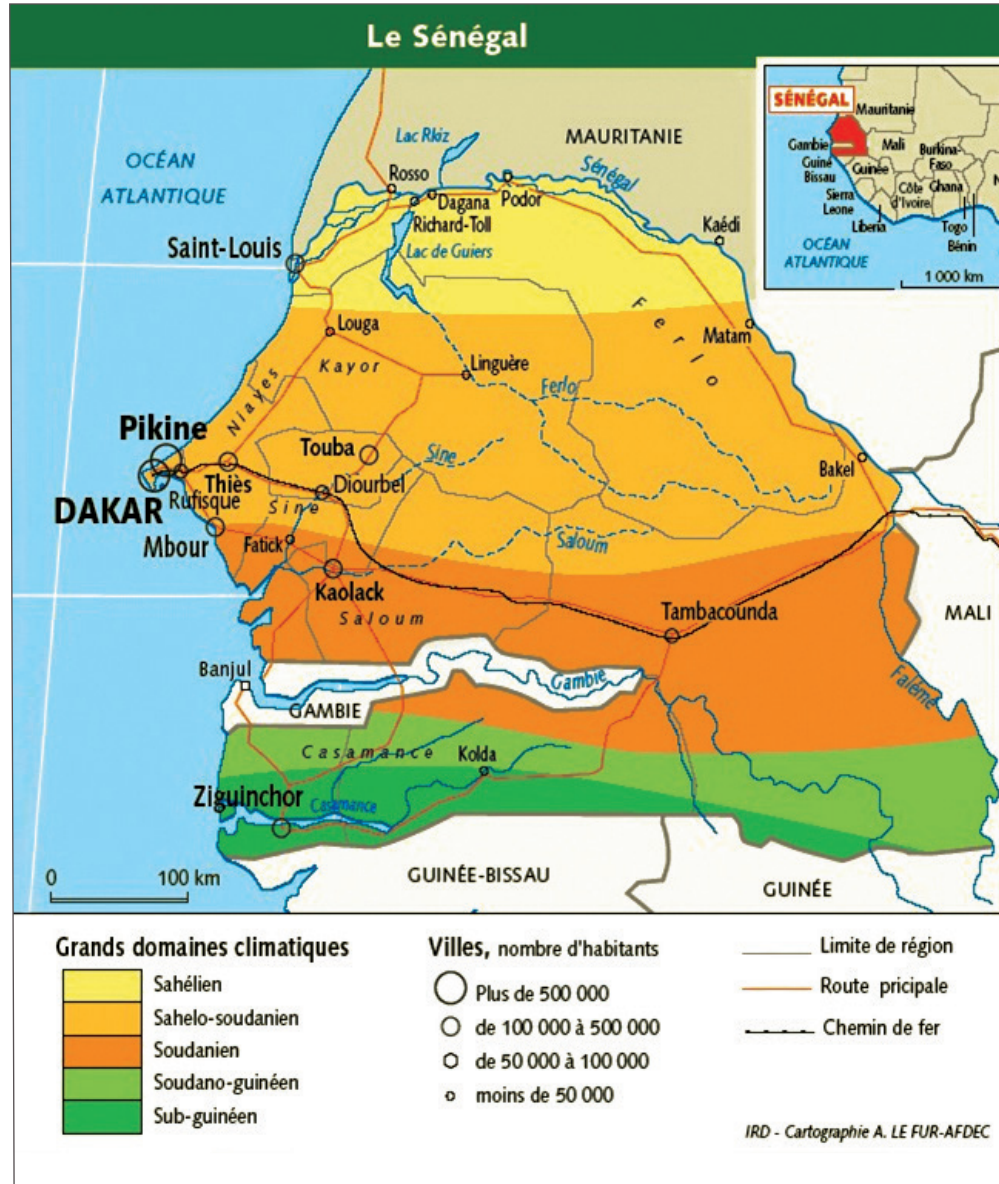 Le Sénégal
OCÉAN
ATLANTIQUE
Lac Rkiz
MAURITANIE
Sénégal
Rosso
Dagana
Podor
Richard-Toll
Kaédi
Saint-Louis
Lac de Guiers
Ferlo
Louga
Matam
Kayor
Linguère
Niayes
Ferlo
Pikine
Touba
Sine
Bakel
Thiès
Diourbel
DAKAR
Rufisque
Sine
Mbour
Fatick
Saloum
Kaolack
Saloum
Tambacounda
MALI
Banjul
Gambie
Falémé
GAMBIE
Casamance
Kolda
Ziguinchor
Casamance
0 100 km
GUINÉE-BISSAU
GUINÉE
SÉNÉGAL
Mauritanie
Gambie
Mali
Burkina-
Faso
N
Guiné
Bissau
Guinée
Sierra
Leone
Côte
d'Ivoire
Ghana
Liberia
Togo
Bénin
OCÉAN
ATLANTIQUE
1 000 km
Grands domaines climatiques
Sahélien
Sahelo-soudanien
Soudanien
Soudano-guinéen
Sub-guinéen
Villes, nombre d'habitants
Plus de 500 000
de 100 000 à 500 000
de 50 000 à 100 000
moins de 50 000
Limite de région
Route pricipale
Chemin de fer
IRD - Cartographie A. LE FUR-AFDEC